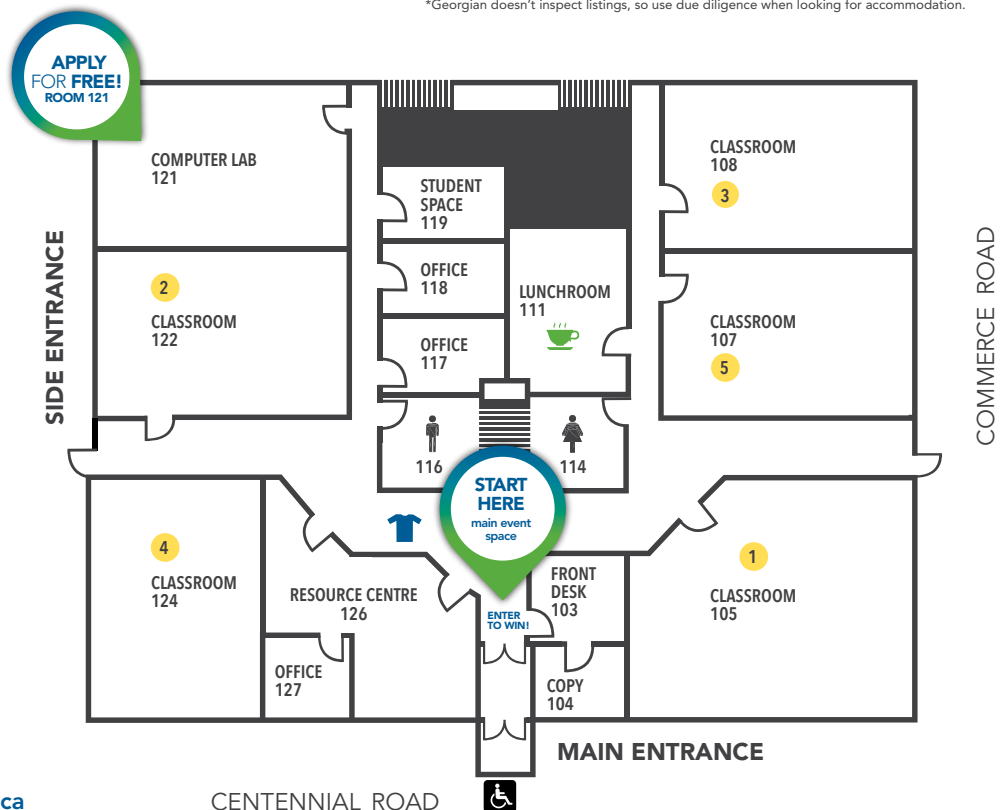 *Georgian doesn't inspect listings, so use due diligence when looking for accommodation.
APPLY
FOR FREE!
ROOM 121
COMPUTER LAB
121
STUDENT
SPACE
119
CLASSROOM
108
3
SIDE ENTRANCE
2
CLASSROOM
122
OFFICE
118
LUNCHROOM
111
OFFICE
117
CLASSROOM
107
5
COMMERCE ROAD
116
114
START
HERE
main event
space
4
CLASSROOM
124
RESOURCE CENTRE
126
OFFICE
127
ENTER
TO WIN!
FRONT
DESK
103
COPY
104
1
CLASSROOM
105
MAIN ENTRANCE
ca
CENTENNIAL ROAD